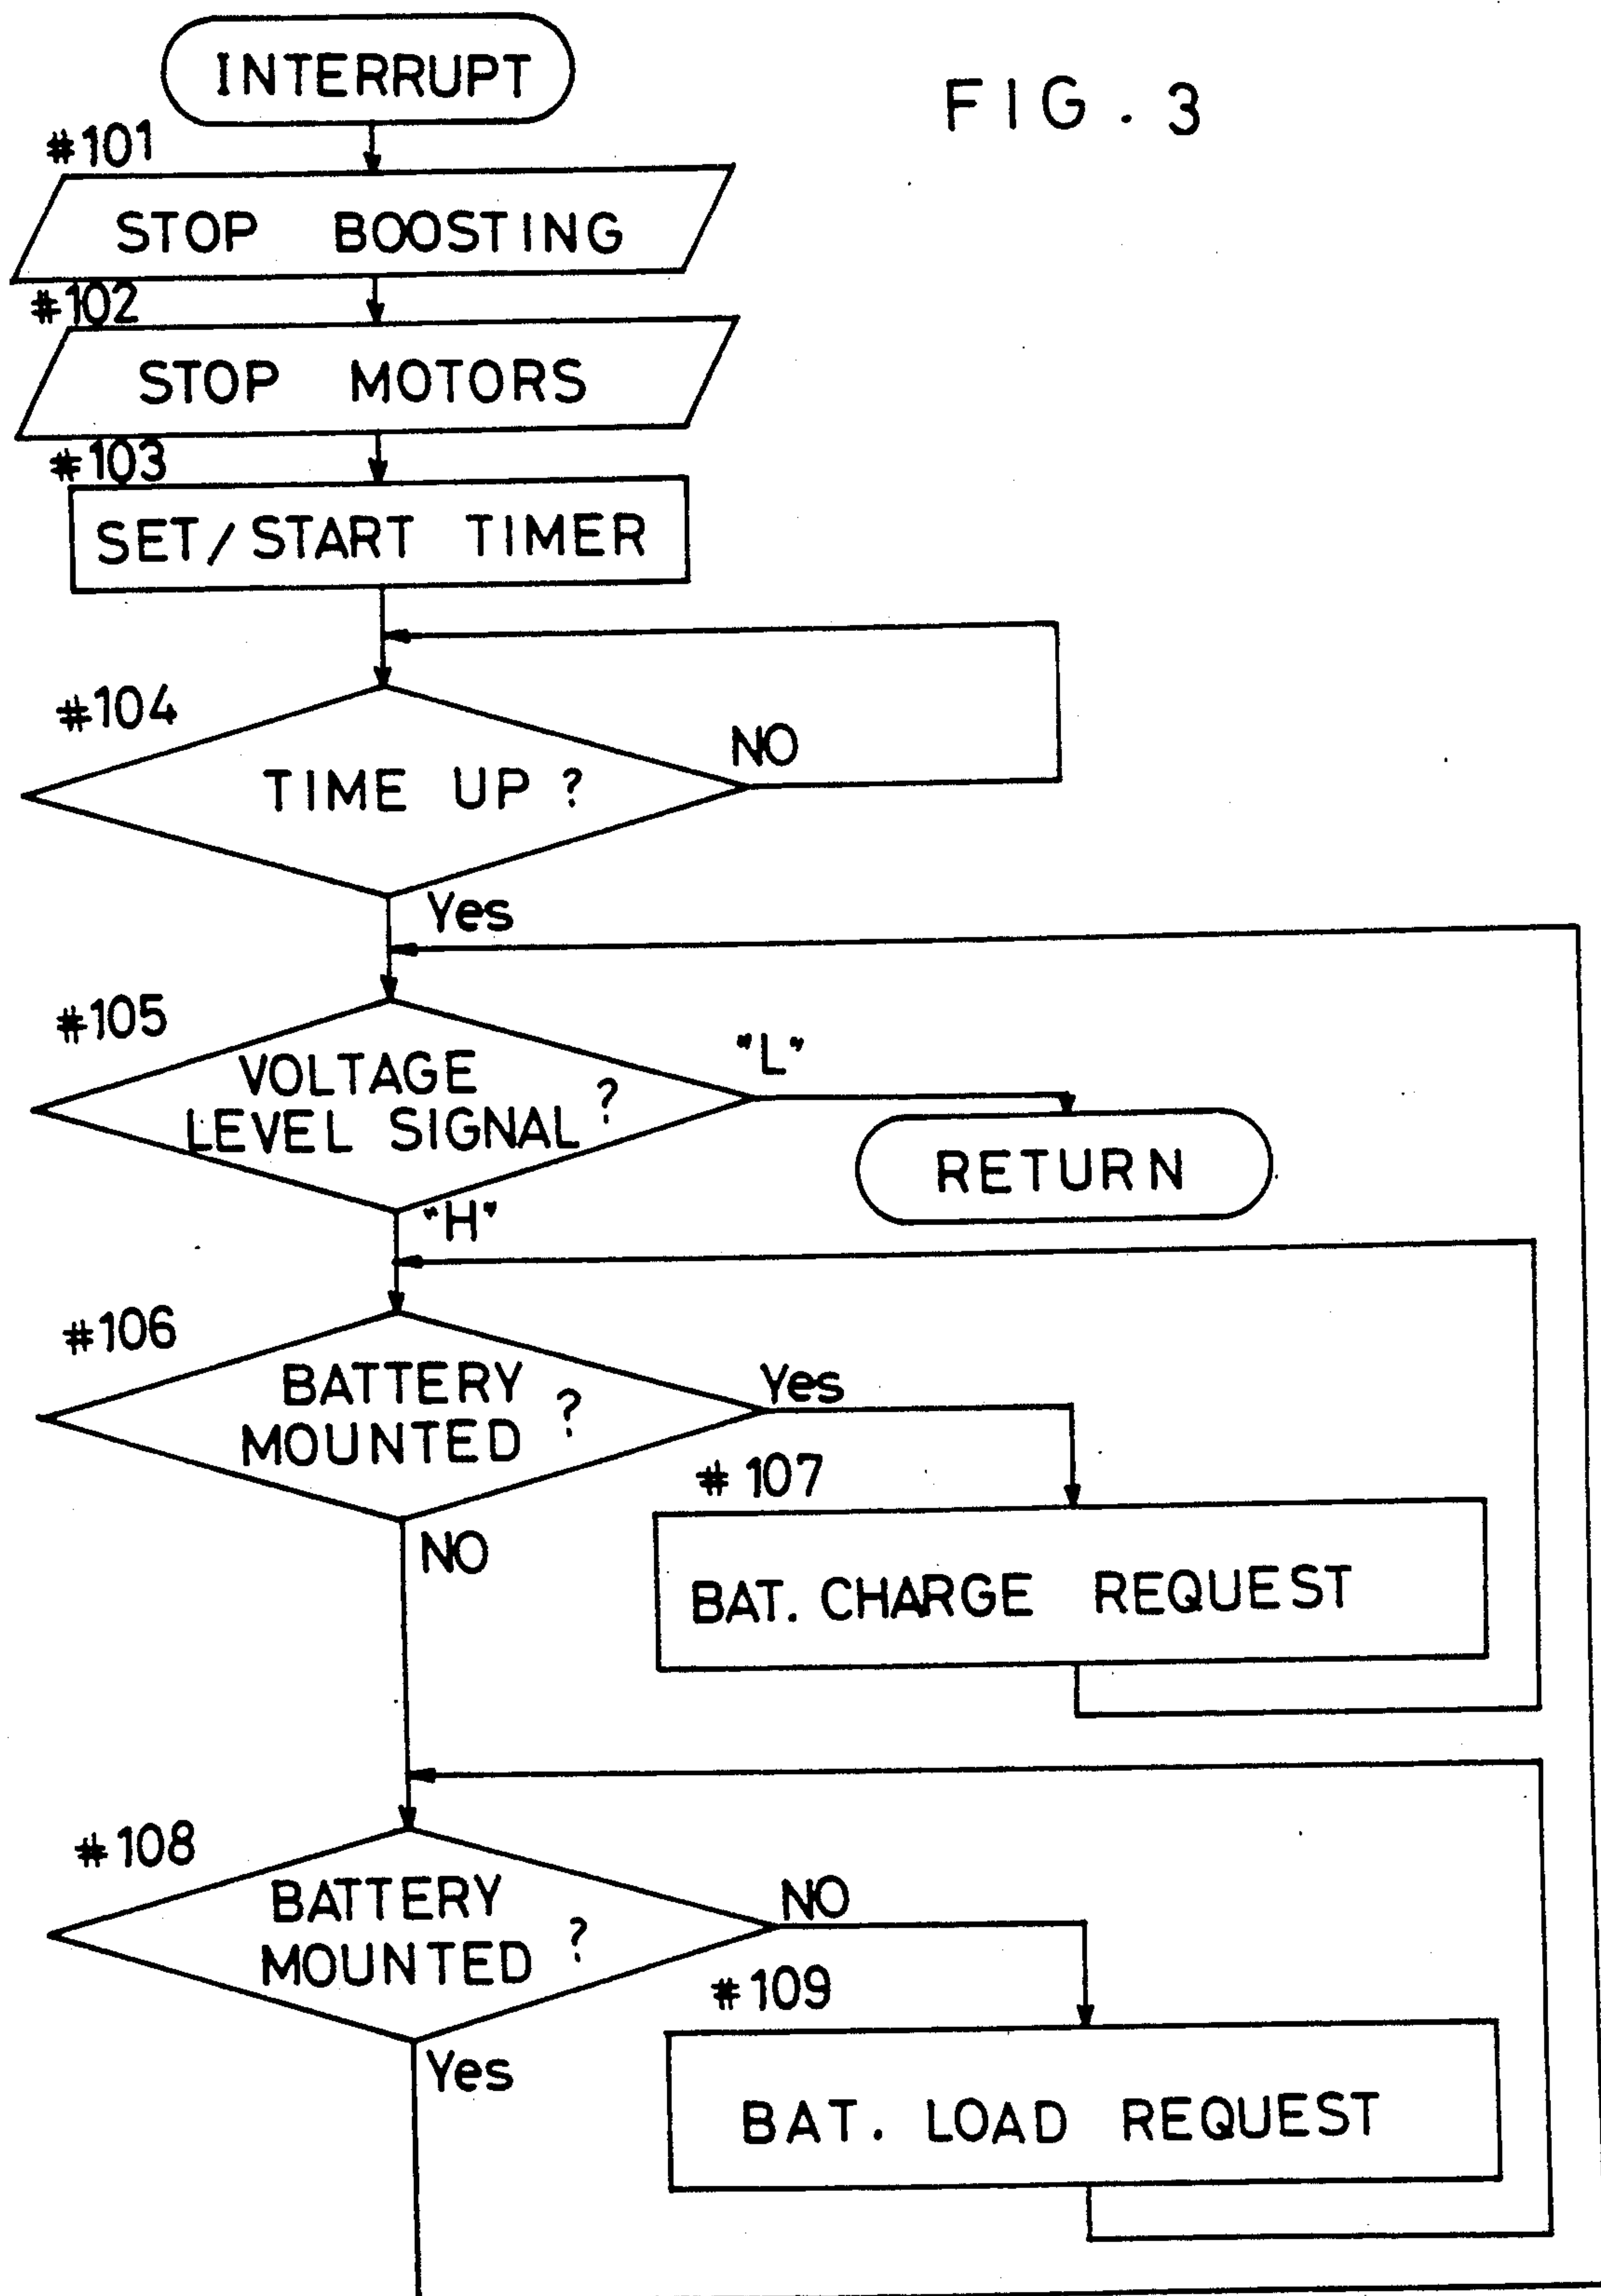 INTERRUPT
FIG. 3
#101
STOP BOOSTING
#102
STOP MOTORS
#103
SET/START TIMER
#104
TIME UP ?
NO
Yes
#105
VOLTAGE
LEVEL SIGNAL ?
"L"
RETURN
"H"
#106
BATTERY
MOUNTED ?
Yes
#107
BAT. CHARGE REQUEST
NO
#108
BATTERY
MOUNTED ?
NO
#109
BAT. LOAD REQUEST
Yes